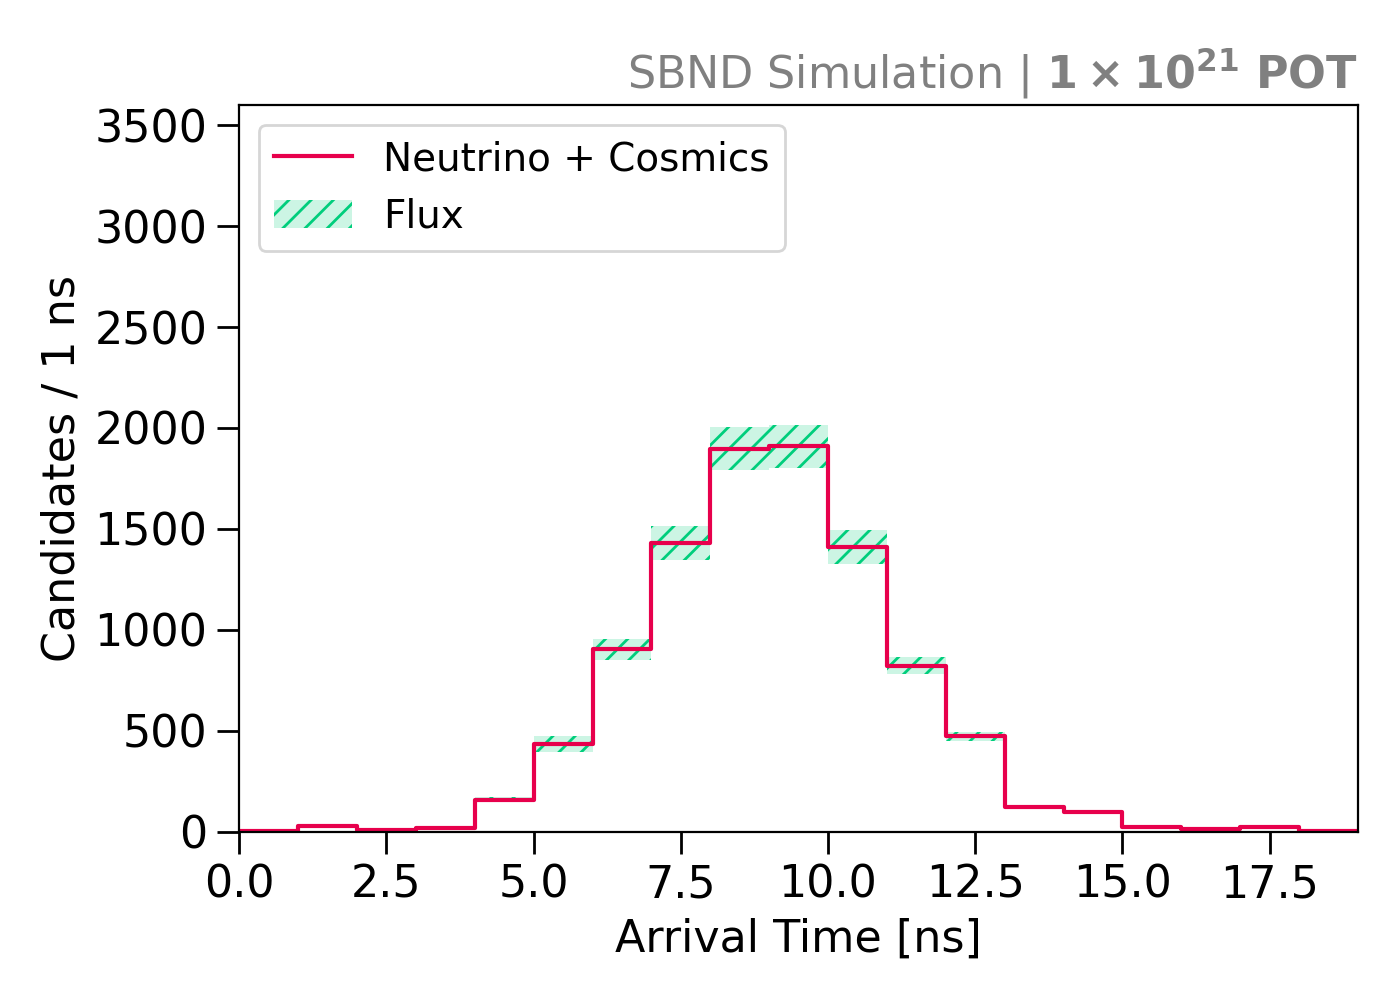 SBND Simulation | 1 × 10²¹ POT
3500
3000
2500
2000
1500
1000
500
0
Candidates / 1 ns
Neutrino + Cosmics
Flux
0.0 2.5 5.0 7.5 10.0 12.5 15.0 17.5
Arrival Time [ns]